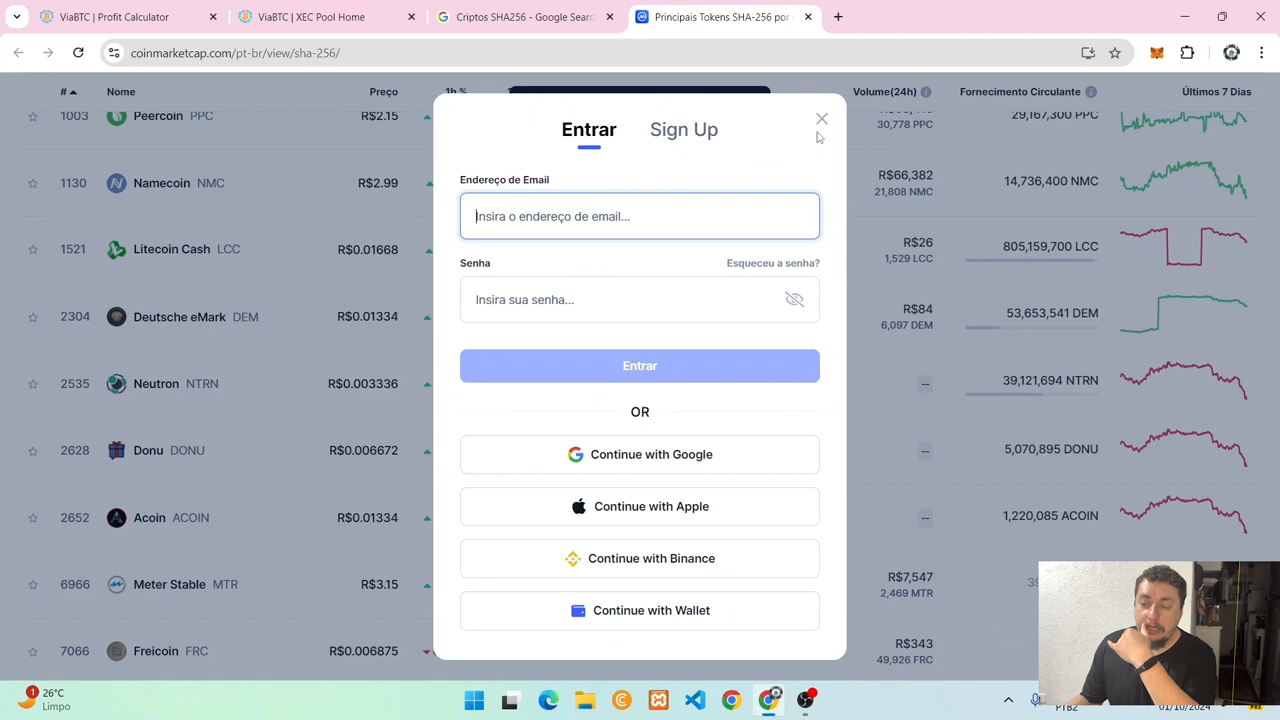 ViaBTC | Profit Calculator
ViaBTC | XEC Pool Home
Criptos SHA256 - Google Searc
Principais Tokens SHA-256 por
coinmarketcap.com/pt-br/view/sha-256/
# Nome Preço 1h % Volume(24h) Fornecimento Circulante Últimos 7 Dias
1003 Peercoin PPC R$2.15 30,778 PPC 29,167,300 PPC
1130 Namecoin NMC R$2.99 R$66,382 14,736,400 NMC
21,808 NMC
1521 Litecoin Cash LCC R$0.01668 R$26 805,159,700 LCC
1,529 LCC
2304 Deutsche eMark DEM R$0.01334 R$84 53,653,541 DEM
6,097 DEM
2535 Neutron NTRN R$0.003336 -- 39,121,694 NTRN
2628 Donu DONU R$0.006672 -- 5,070,895 DONU
2652 Acoin ACOIN R$0.01334 -- 1,220,085 ACOIN
6966 Meter Stable MTR R$3.15 R$7,547
2,469 MTR
7066 Freicoin FRC R$0.006875 R$343
49,926 FRC
Entrar Sign Up
Endereço de Email
Insira o endereço de email...
Senha Esqueceu a senha?
Insira sua senha...
Entrar
OR
Continue with Google
Continue with Apple
Continue with Binance
Continue with Wallet
1 26°C
Limpo
PTB2 01/10/2024